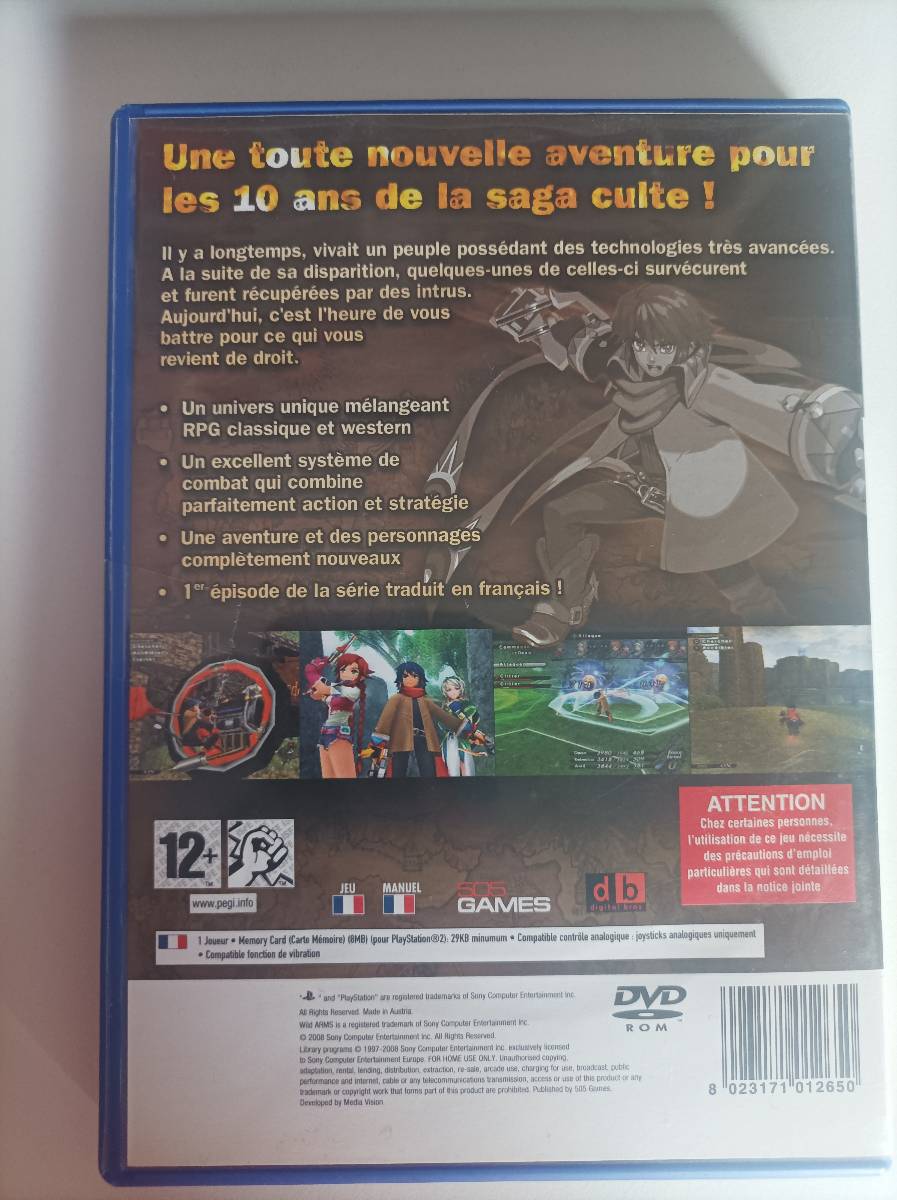 Une toute nouvelle aventure pour
les 10 ans de la saga culte !
Il y a longtemps, vivait un peuple possédant des technologies très avancées.
A la suite de sa disparition, quelques-unes de celles-ci survécurent
et furent récupérées par des intrus.
Aujourd'hui, c'est l'heure de vous
battre pour ce qui vous
revient de droit.
• Un univers unique mélangeant
RPG classique et western
• Un excellent système de
combat qui combine
parfaitement action et stratégie
• Une aventure et des personnages
complètement nouveaux
• 1er épisode de la série traduit en français !
Attaque
Chercher
ATTENTION
Chez certaines personnes,
l'utilisation de ce jeu nécessite
des précautions d'emploi
particulières qui sont détaillées
dans la notice jointe
12+
www.pegi.info
JEU
MANUEL
505
GAMES
db
digital bros
1 Joueur • Memory Card (Carte Mémoire) (8MB) (pour PlayStation®2): 29KB minumum • Compatible contrôle analogique : joysticks analogiques uniquement
• Compatible fonction de vibration
" " and "PlayStation" are registered trademarks of Sony Computer Entertainment Inc.
All Rights Reserved. Made in Austria.
Wild ARMS is a registered trademark of Sony Computer Entertainment Inc.
© 2008 Sony Computer Entertainment Inc. All Rights Reserved.
Library programs © 1997-2008 Sony Computer Entertainment Inc. exclusively licensed
to Sony Computer Entertainment Europe. FOR HOME USE ONLY. Unauthorised copying,
adaptation, rental, lending, distribution, extraction, re-sale, arcade use, charging for use, broadcast, public
performance and internet, cable or any telecommunications transmission, access or use of this product or any
trademark or copyright work that forms part of this product are prohibited. Published by 505 Games.
Developed by Media Vision.
DVD
ROM
8 023171 012650